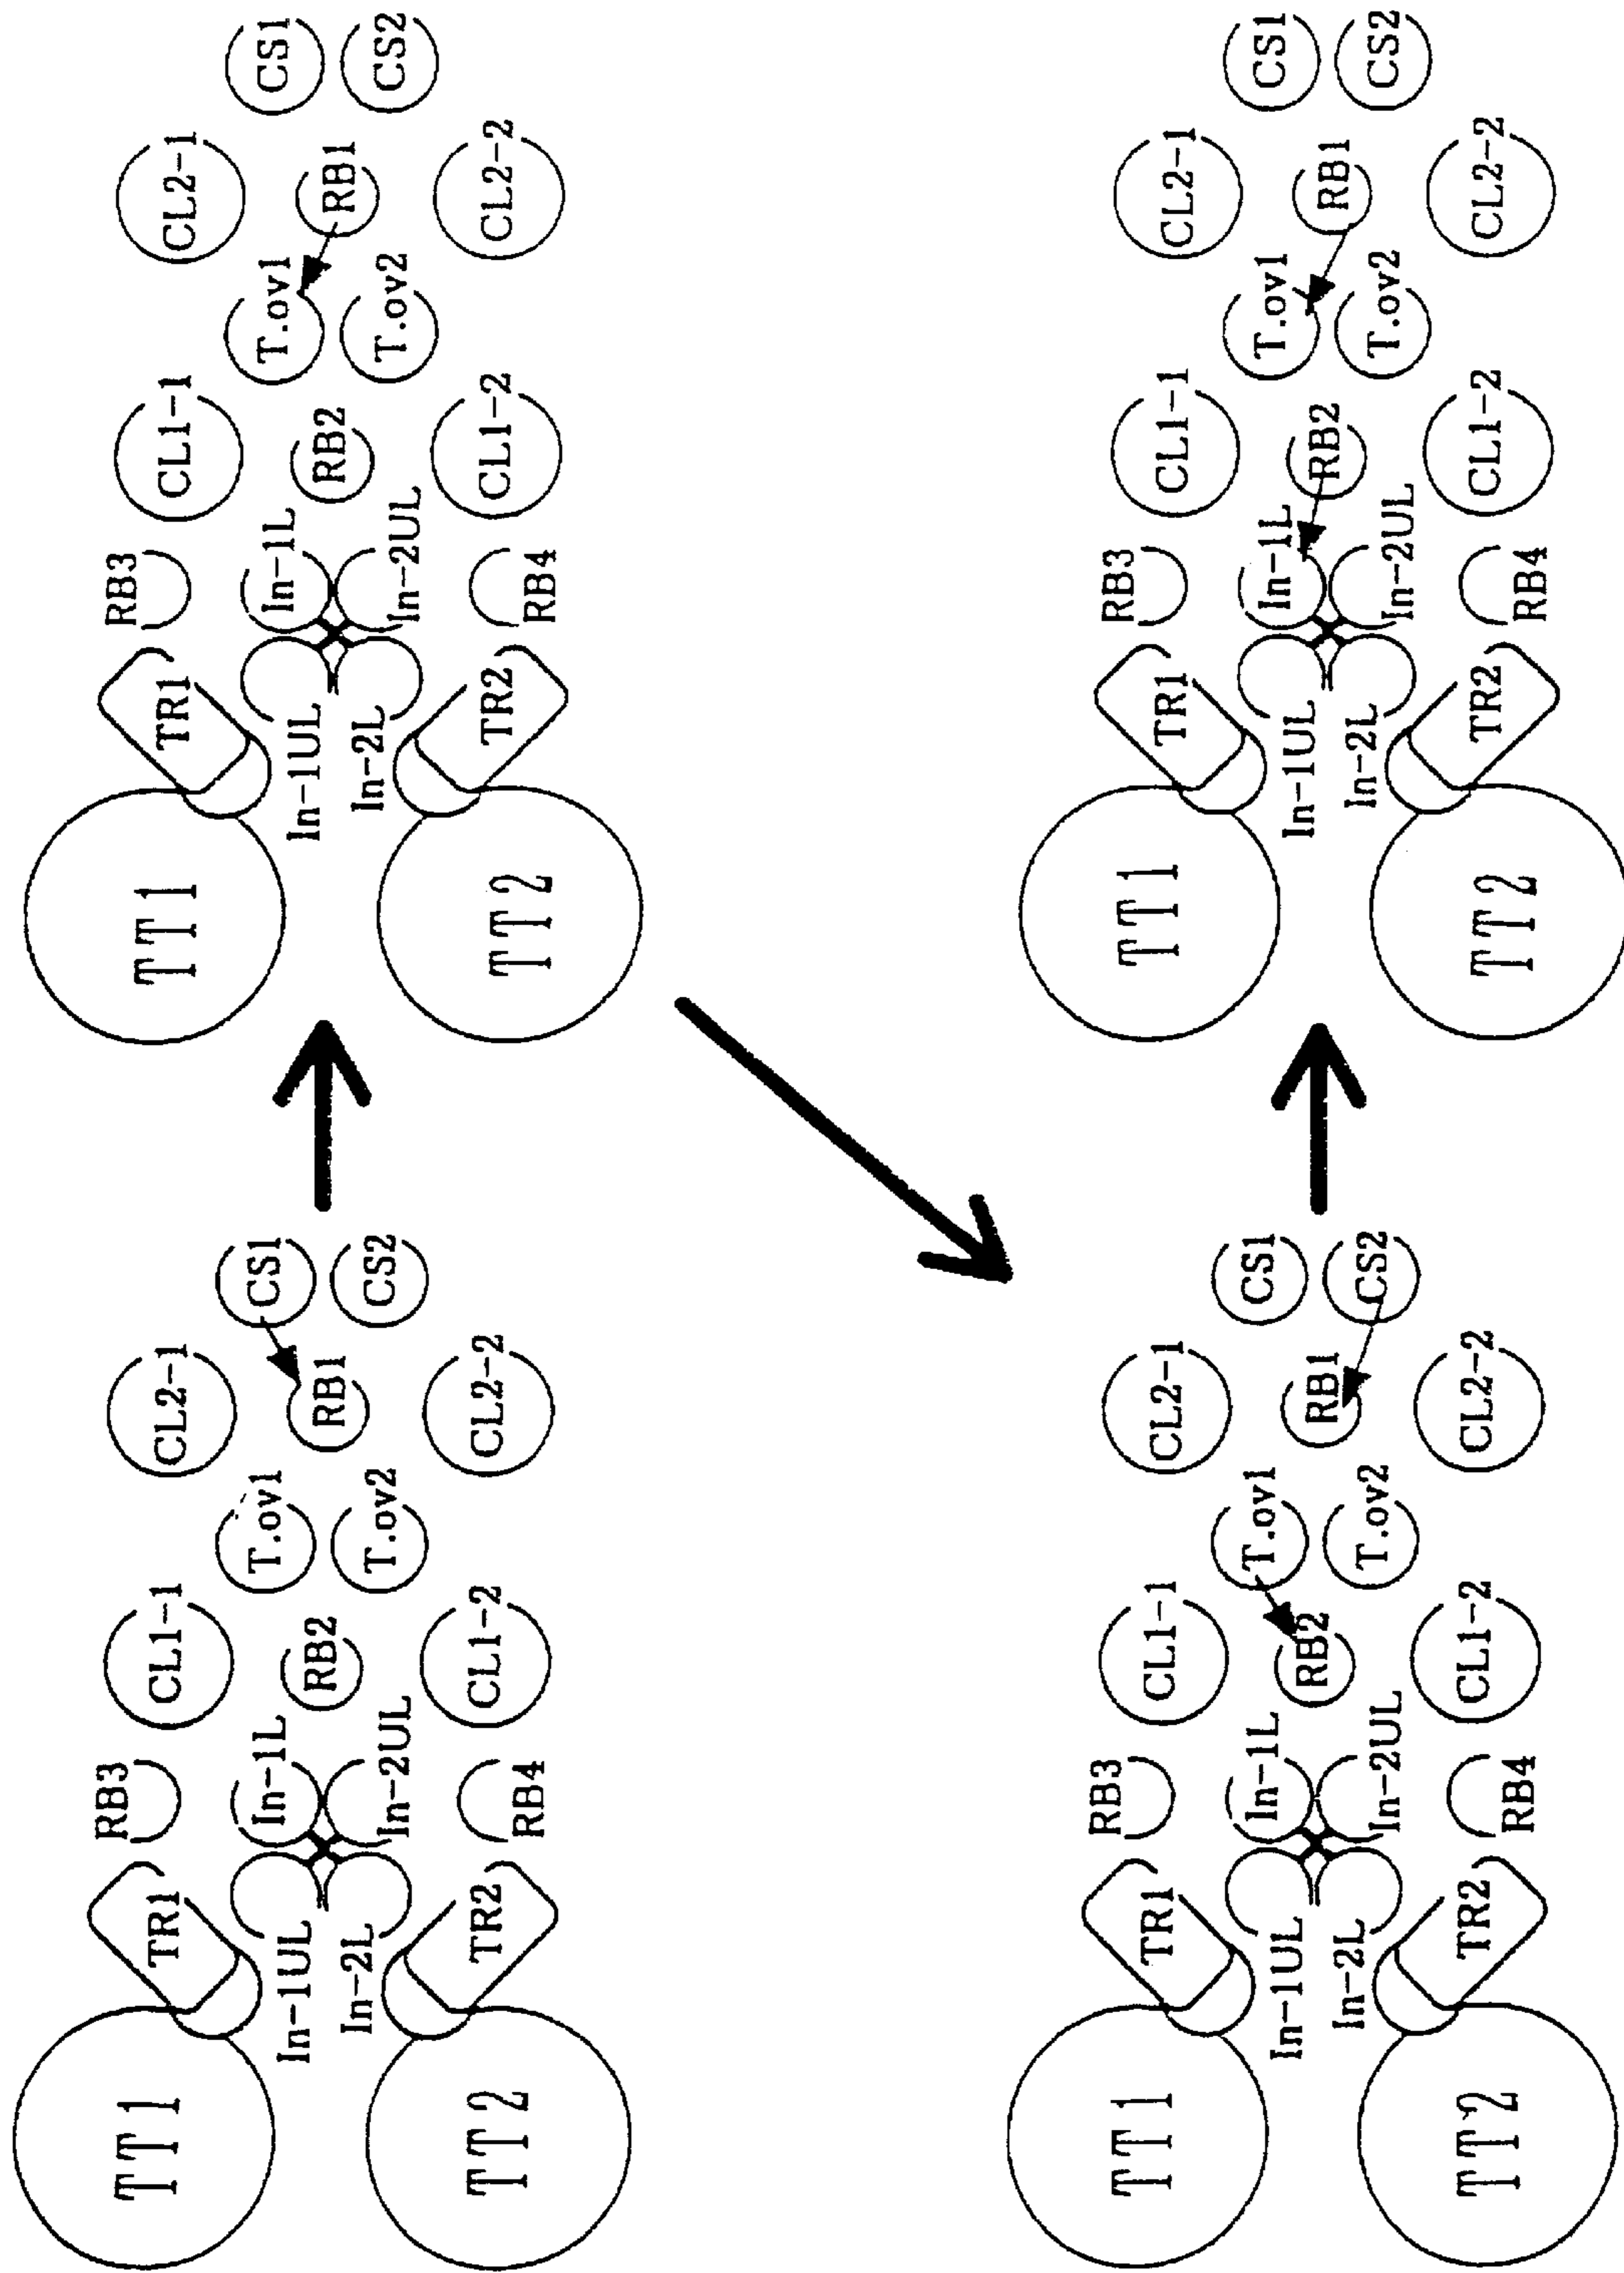 TT1
TT2
TR1
TR2
In-1UL
In-2L
RB3
In-1L
In-2UL
RB4
CL1-1
RB2
CL1-2
T.ov1
T.ov2
CL2-1
RB1
CL2-2
CS1
CS2
TT1
TT2
TR1
TR2
In-1UL
In-2L
RB3
In-1L
In-2UL
RB4
CL1-1
RB2
CL1-2
T.ov1
T.ov2
CL2-1
RB1
CL2-2
CS1
CS2
TT1
TT2
TR1
TR2
In-1UL
In-2L
RB3
In-1L
In-2UL
RB4
CL1-1
RB2
CL1-2
T.ov1
T.ov2
CL2-1
RB1
CL2-2
CS1
CS2
TT1
TT2
TR1
TR2
In-1UL
In-2L
RB3
In-1L
In-2UL
RB4
CL1-1
RB2
CL1-2
T.ov1
T.ov2
CL2-1
RB1
CL2-2
CS1
CS2